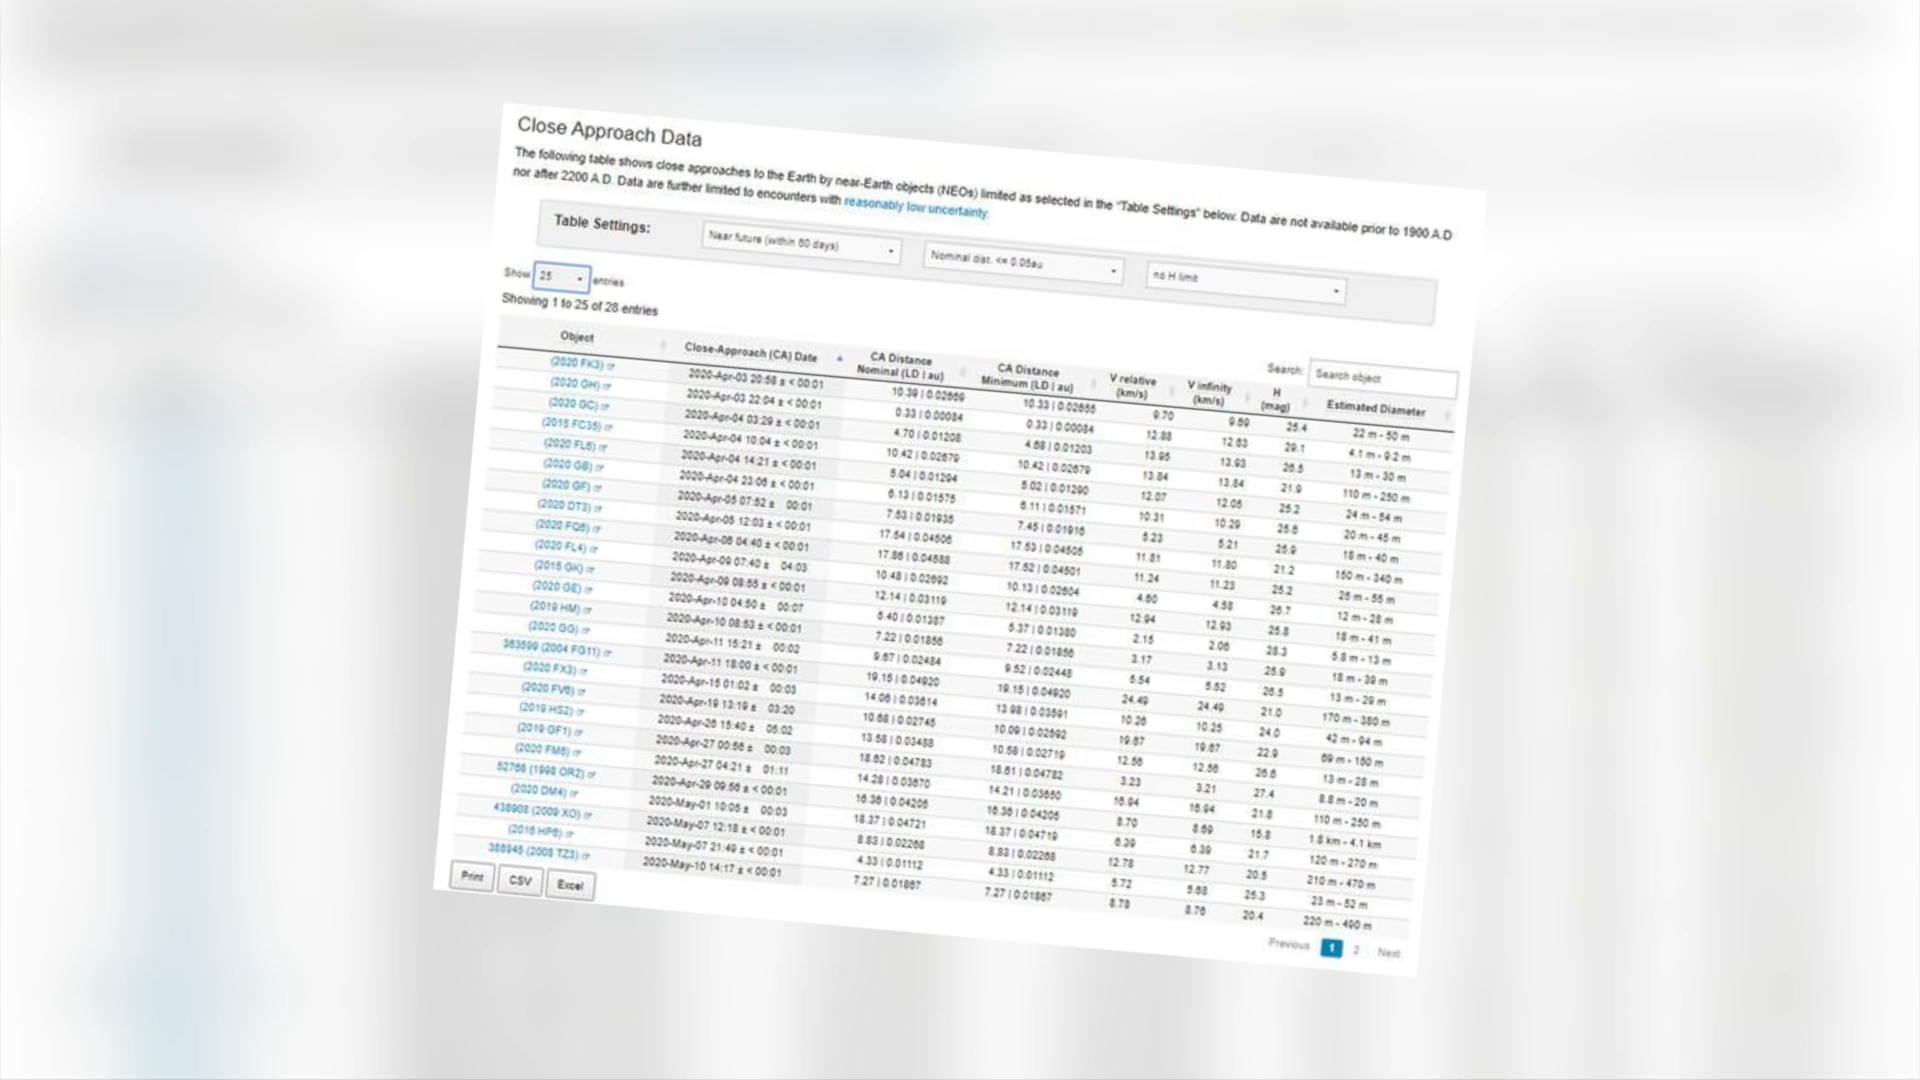 Close Approach Data
The following table shows close approaches to the Earth by near-Earth objects (NEOs) limited as selected in the "Table Settings" below. Data are not available prior to 1900 A.D
nor after 2200 A.D. Data are further limited to encounters with reasonably low uncertainty.
Table Settings: Near future (within 60 days) Nominal dist. <= 0.05au no H limit
Show 25 entries
Showing 1 to 25 of 28 entries
Search: Search object
Object Close-Approach (CA) Date CA Distance Nominal (LD | au) CA Distance Minimum (LD | au) V relative (km/s) V infinity (km/s) H (mag) Estimated Diameter
(2020 FK3) 2020-Apr-03 20:56 ± < 00:01 10.39 | 0.02669 10.33 | 0.02655 9.70 9.69 25.4 22 m - 50 m
(2020 GH) 2020-Apr-03 22:04 ± < 00:01 0.33 | 0.00084 0.33 | 0.00084 12.88 12.63 29.1 4.1 m - 9.2 m
(2020 GC) 2020-Apr-04 03:29 ± < 00:01 4.70 | 0.01208 4.68 | 0.01203 13.95 13.93 26.5 13 m - 30 m
(2015 FC35) 2020-Apr-04 10:04 ± < 00:01 10.42 | 0.02679 10.42 | 0.02679 13.84 13.84 21.9 110 m - 250 m
(2020 FL5) 2020-Apr-04 14:21 ± < 00:01 5.04 | 0.01294 5.02 | 0.01290 12.07 12.05 25.2 24 m - 54 m
(2020 GB) 2020-Apr-04 23:06 ± < 00:01 6.13 | 0.01575 6.11 | 0.01571 10.31 10.29 25.6 20 m - 45 m
(2020 GF) 2020-Apr-05 07:52 ± 00:01 7.53 | 0.01935 7.45 | 0.01916 5.23 5.21 25.9 18 m - 40 m
(2020 DT3) 2020-Apr-05 12:03 ± < 00:01 17.54 | 0.04506 17.53 | 0.04505 11.81 11.80 21.2 150 m - 340 m
(2020 FQ6) 2020-Apr-06 04:40 ± < 00:01 17.86 | 0.04588 17.52 | 0.04501 11.24 11.23 25.2 25 m - 55 m
(2020 FL4) 2020-Apr-09 07:40 ± 04:03 10.48 | 0.02692 10.13 | 0.02604 4.60 4.58 26.7 12 m - 28 m
(2015 GK) 2020-Apr-09 08:55 ± < 00:01 12.14 | 0.03119 12.14 | 0.03119 12.94 12.93 25.8 18 m - 41 m
(2020 GE) 2020-Apr-10 04:50 ± 00:07 5.40 | 0.01387 5.37 | 0.01380 2.15 2.06 28.3 5.8 m - 13 m
(2019 HM) 2020-Apr-10 08:53 ± < 00:01 7.22 | 0.01856 7.22 | 0.01856 3.17 3.13 25.9 18 m - 39 m
(2020 GG) 2020-Apr-11 15:21 ± 00:02 9.67 | 0.02484 9.52 | 0.02448 5.54 5.52 26.5 13 m - 29 m
363599 (2004 FG11) 2020-Apr-11 18:00 ± < 00:01 19.15 | 0.04920 19.15 | 0.04920 24.49 24.49 21.0 170 m - 380 m
(2020 FX3) 2020-Apr-15 01:02 ± 00:03 14.06 | 0.03614 13.98 | 0.03591 10.26 10.25 24.0 42 m - 94 m
(2020 FV6) 2020-Apr-19 13:19 ± 03:20 10.68 | 0.02745 10.09 | 0.02592 19.67 19.67 22.9 69 m - 150 m
(2019 HS2) 2020-Apr-26 15:40 ± 05:02 13.58 | 0.03488 10.58 | 0.02719 12.56 12.56 26.6 13 m - 28 m
(2019 GF1) 2020-Apr-27 00:56 ± 00:03 18.62 | 0.04783 18.61 | 0.04782 3.23 3.21 27.4 8.8 m - 20 m
(2020 FM6) 2020-Apr-27 04:21 ± 01:11 14.28 | 0.03670 14.21 | 0.03650 16.94 16.94 21.8 110 m - 250 m
52768 (1998 OR2) 2020-Apr-29 09:56 ± < 00:01 16.36 | 0.04205 16.36 | 0.04205 8.70 8.69 15.8 1.8 km - 4.1 km
(2020 DM4) 2020-May-01 10:05 ± 00:03 18.37 | 0.04721 18.37 | 0.04719 6.39 6.39 21.7 120 m - 270 m
438908 (2009 XO) 2020-May-07 12:18 ± < 00:01 8.83 | 0.02268 8.83 | 0.02268 12.78 12.77 20.5 210 m - 470 m
(2016 HP6) 2020-May-07 21:49 ± < 00:01 4.33 | 0.01112 4.33 | 0.01112 5.72 5.68 25.3 23 m - 52 m
388945 (2008 TZ3) 2020-May-10 14:17 ± < 00:01 7.27 | 0.01867 7.27 | 0.01867 8.78 8.76 20.4 220 m - 490 m
Print CSV Excel
Previous 1 2 Next